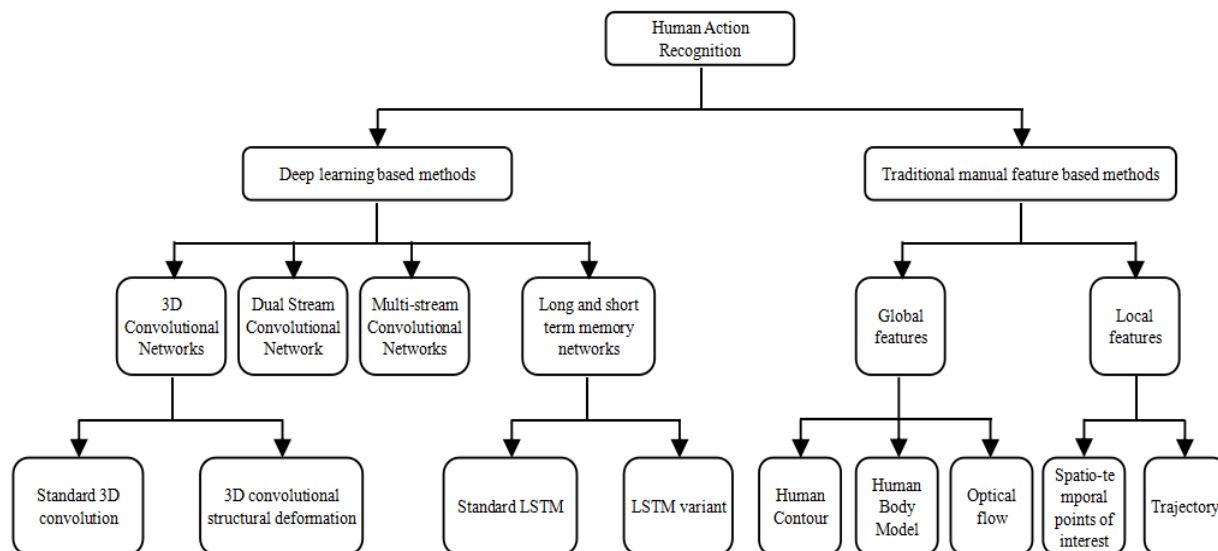 Human Action
Recognition
Deep learning based methods
Traditional manual feature based methods
3D
Convolutional
Networks
Dual Stream
Convolutional
Network
Multi-stream
Convolutional
Networks
Long and short
term memory
networks
Global
features
Local
features
Standard 3D
convolution
3D convolutional
structural deformation
Standard LSTM
LSTM variant
Human
Contour
Human
Body
Model
Optical
flow
Spatio-te
mporal
points of
interest
Trajectory